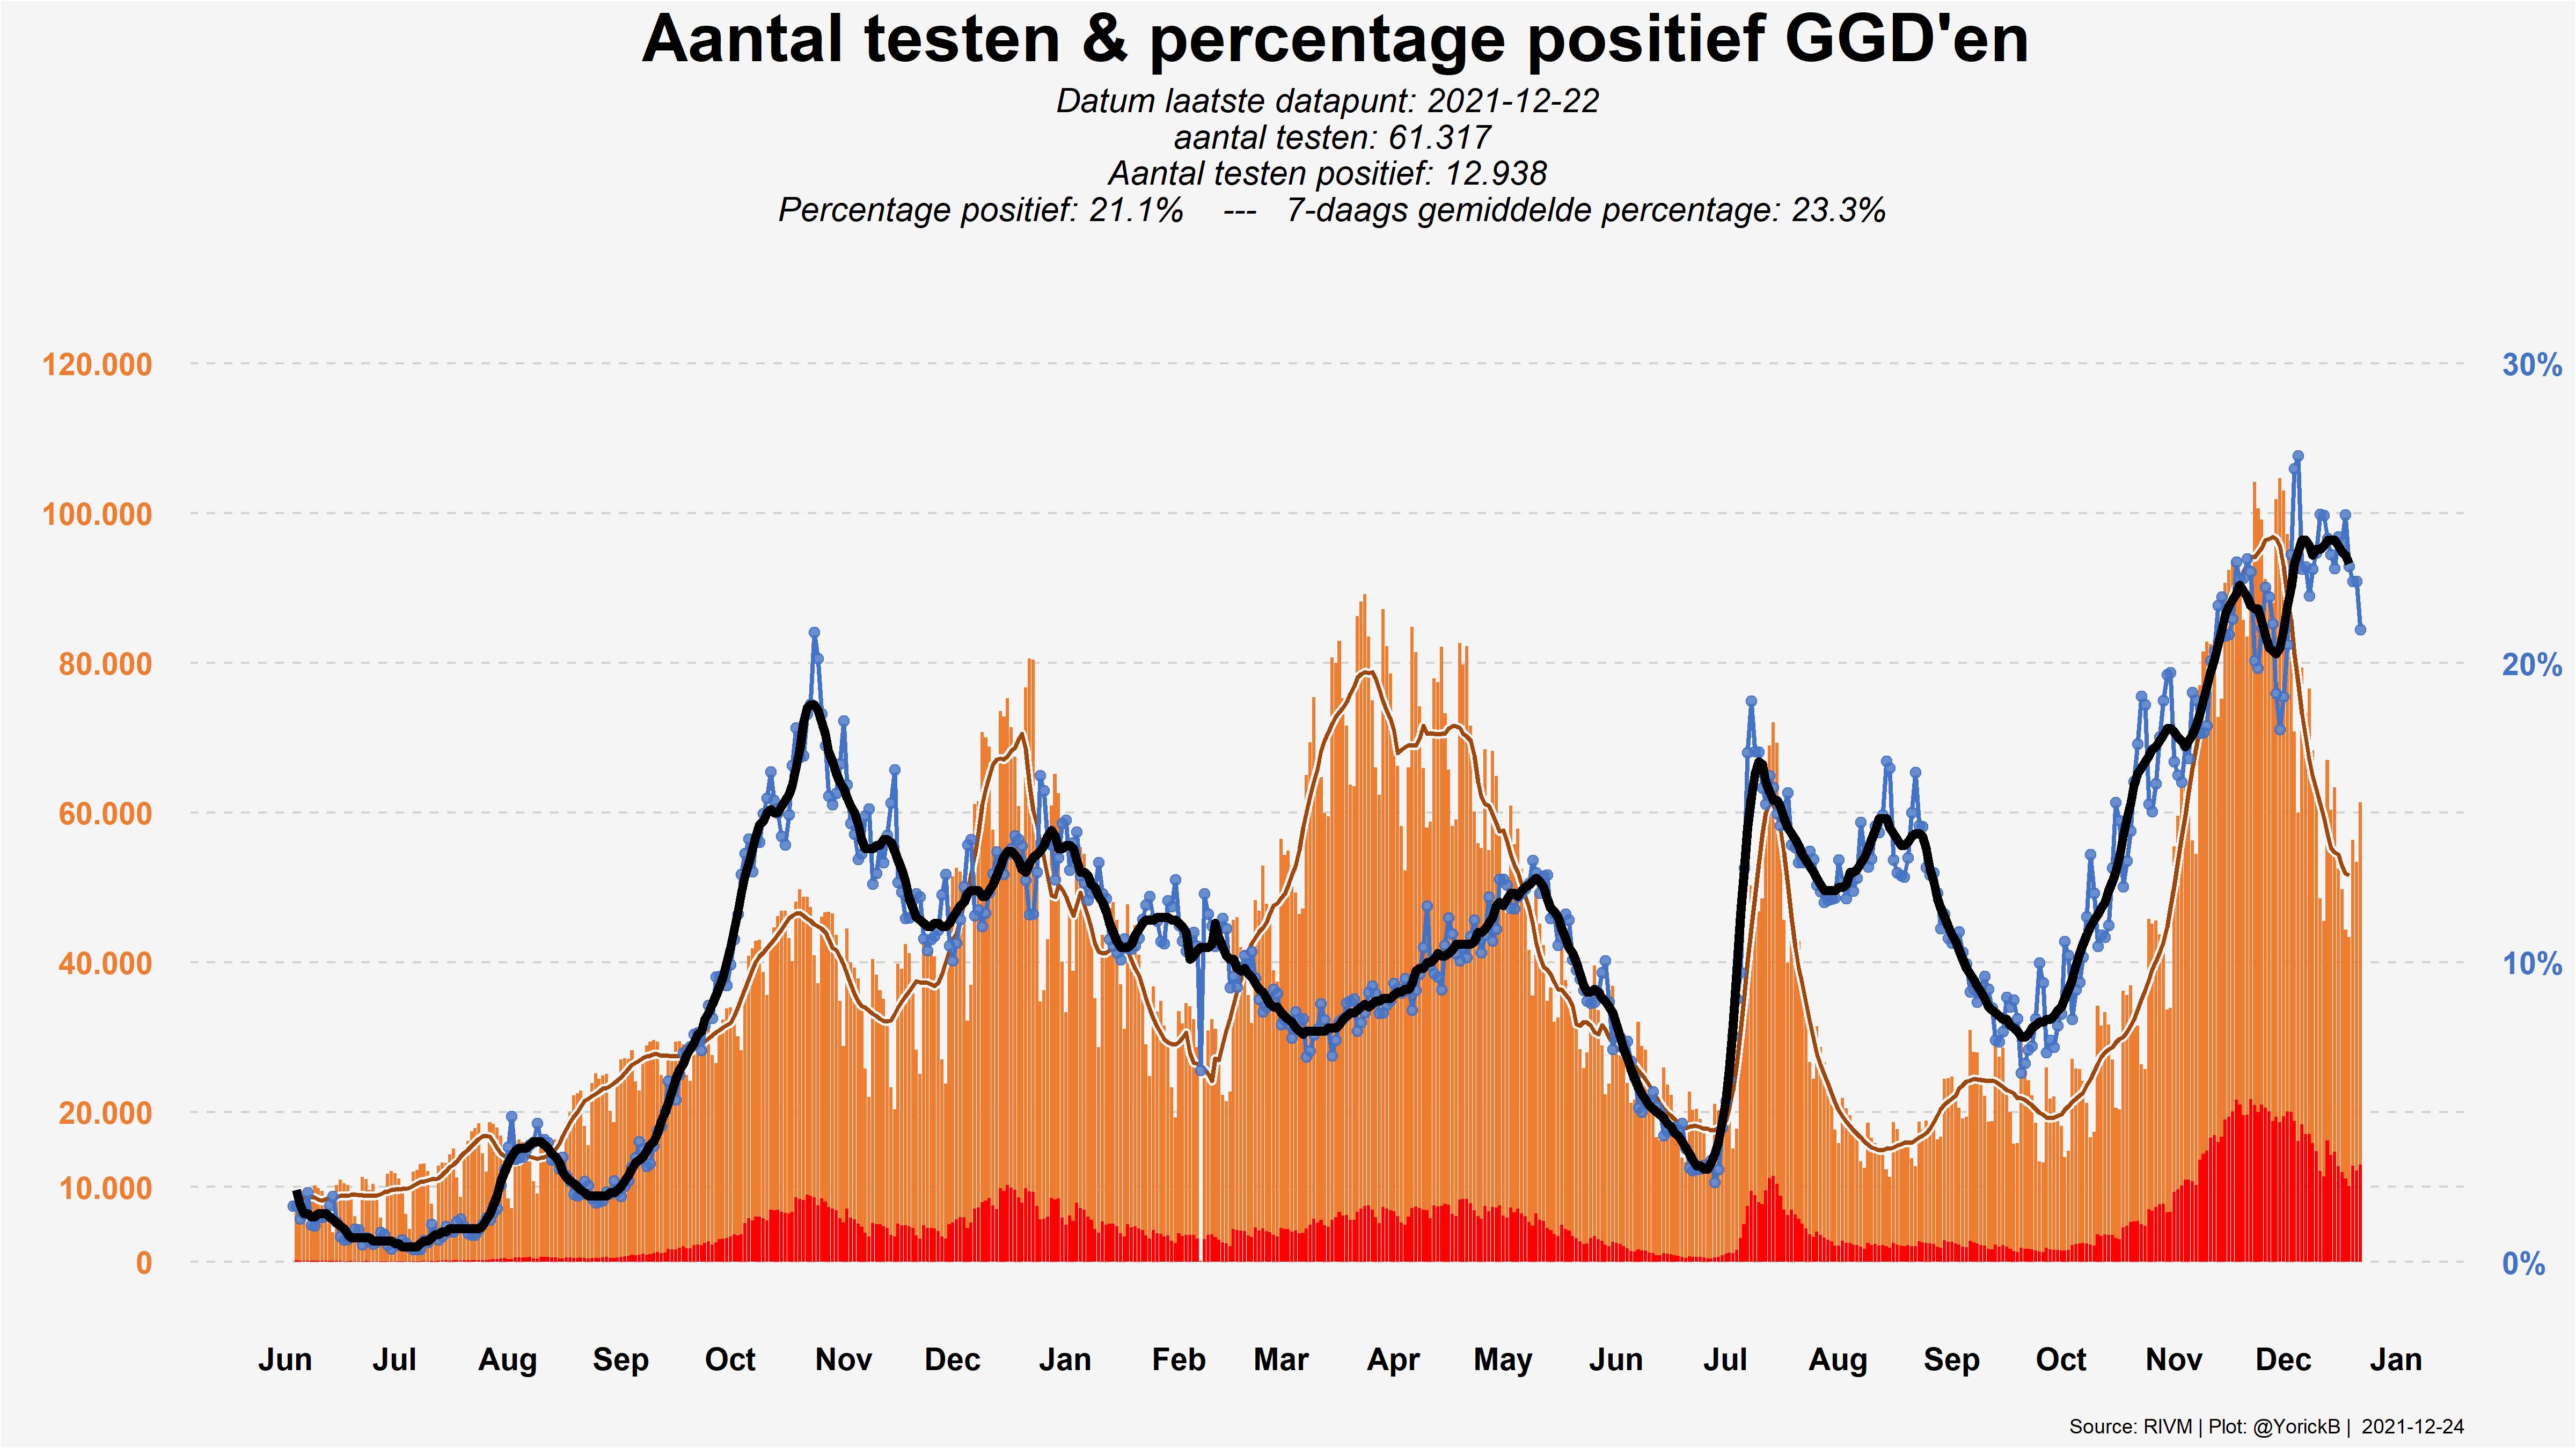 Aantal testen & percentage positief GGD'en
Datum laatste datapunt: 2021-12-22
aantal testen: 61.317
Aantal testen positief: 12.938
Percentage positief: 21.1% --- 7-daags gemiddelde percentage: 23.3%
120.000 30%
100.000
80.000 20%
60.000
40.000 10%
20.000
10.000
0 0%
Jun Jul Aug Sep Oct Nov Dec Jan Feb Mar Apr May Jun Jul Aug Sep Oct Nov Dec Jan
Source: RIVM | Plot: @YorickB | 2021-12-24